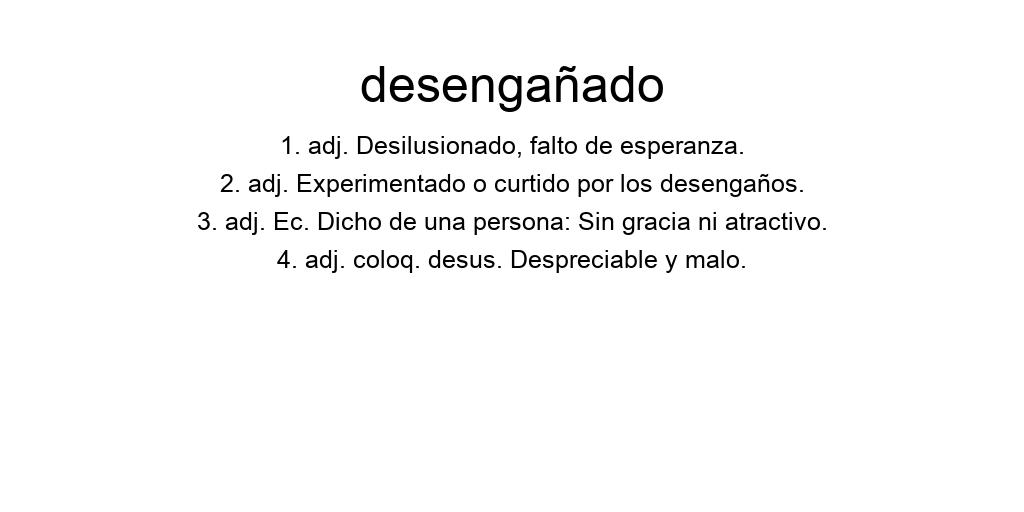 desengañado
1. adj. Desilusionado, falto de esperanza.
2. adj. Experimentado o curtido por los desengaños.
3. adj. Ec. Dicho de una persona: Sin gracia ni atractivo.
4. adj. coloq. desus. Despreciable y malo.